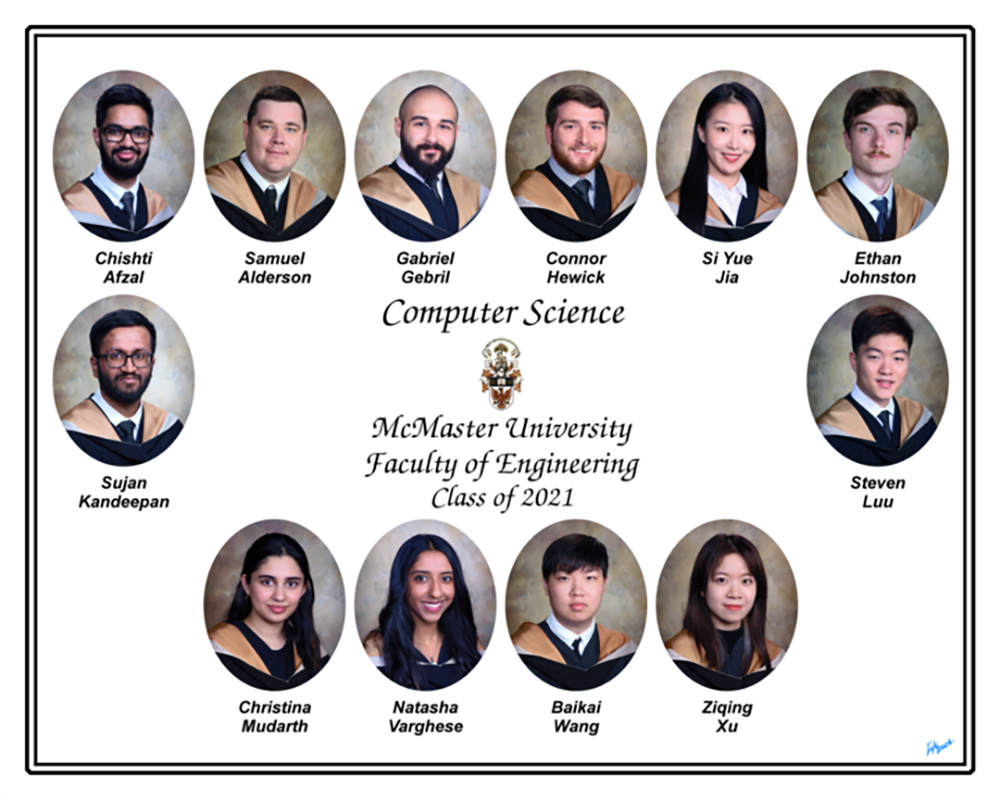 Chishti
Afzal
Samuel
Alderson
Gabriel
Gebril
Connor
Hewick
Si Yue
Jia
Ethan
Johnston
Computer Science
Sujan
Kandeepan
McMaster University
Faculty of Engineering
Class of 2021
Steven
Luu
Christina
Mudarth
Natasha
Varghese
Baikai
Wang
Ziqing
Xu